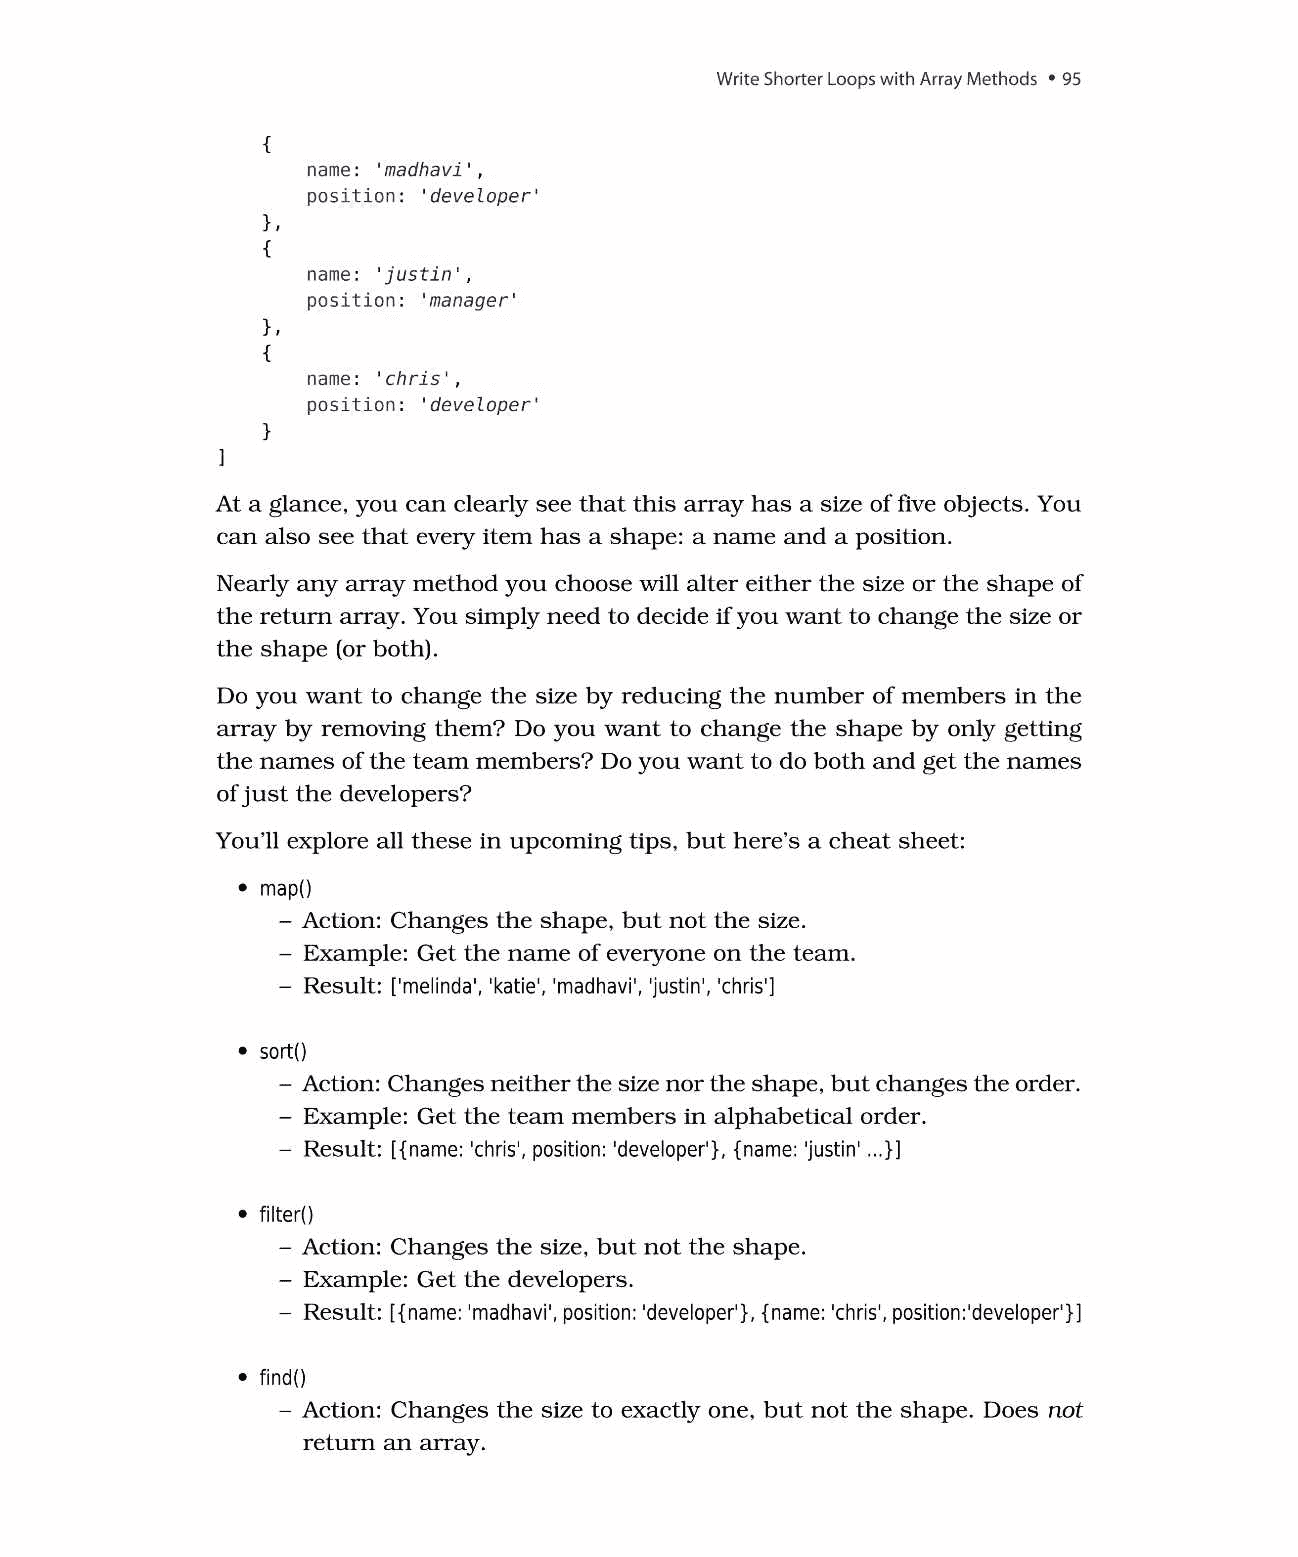 Write Shorter Loops with Array Methods • 95
{
name: 'madhavi',
position: 'developer'
},
{
name: 'justin',
position: 'manager'
},
{
name: 'chris',
position: 'developer'
}
]
At a glance, you can clearly see that this array has a size of five objects. You
can also see that every item has a shape: a name and a position.
Nearly any array method you choose will alter either the size or the shape of
the return array. You simply need to decide if you want to change the size or
the shape (or both).
Do you want to change the size by reducing the number of members in the
array by removing them? Do you want to change the shape by only getting
the names of the team members? Do you want to do both and get the names
of just the developers?
You'll explore all these in upcoming tips, but here's a cheat sheet:
• map()
– Action: Changes the shape, but not the size.
– Example: Get the name of everyone on the team.
– Result: ['melinda', 'katie', 'madhavi', 'justin', 'chris']
• sort()
– Action: Changes neither the size nor the shape, but changes the order.
– Example: Get the team members in alphabetical order.
– Result: [{name: 'chris', position: 'developer'}, {name: 'justin' ...}]
• filter()
– Action: Changes the size, but not the shape.
– Example: Get the developers.
– Result: [{name: 'madhavi', position: 'developer'}, {name: 'chris', position:'developer'}]
• find()
– Action: Changes the size to exactly one, but not the shape. Does not
return an array.